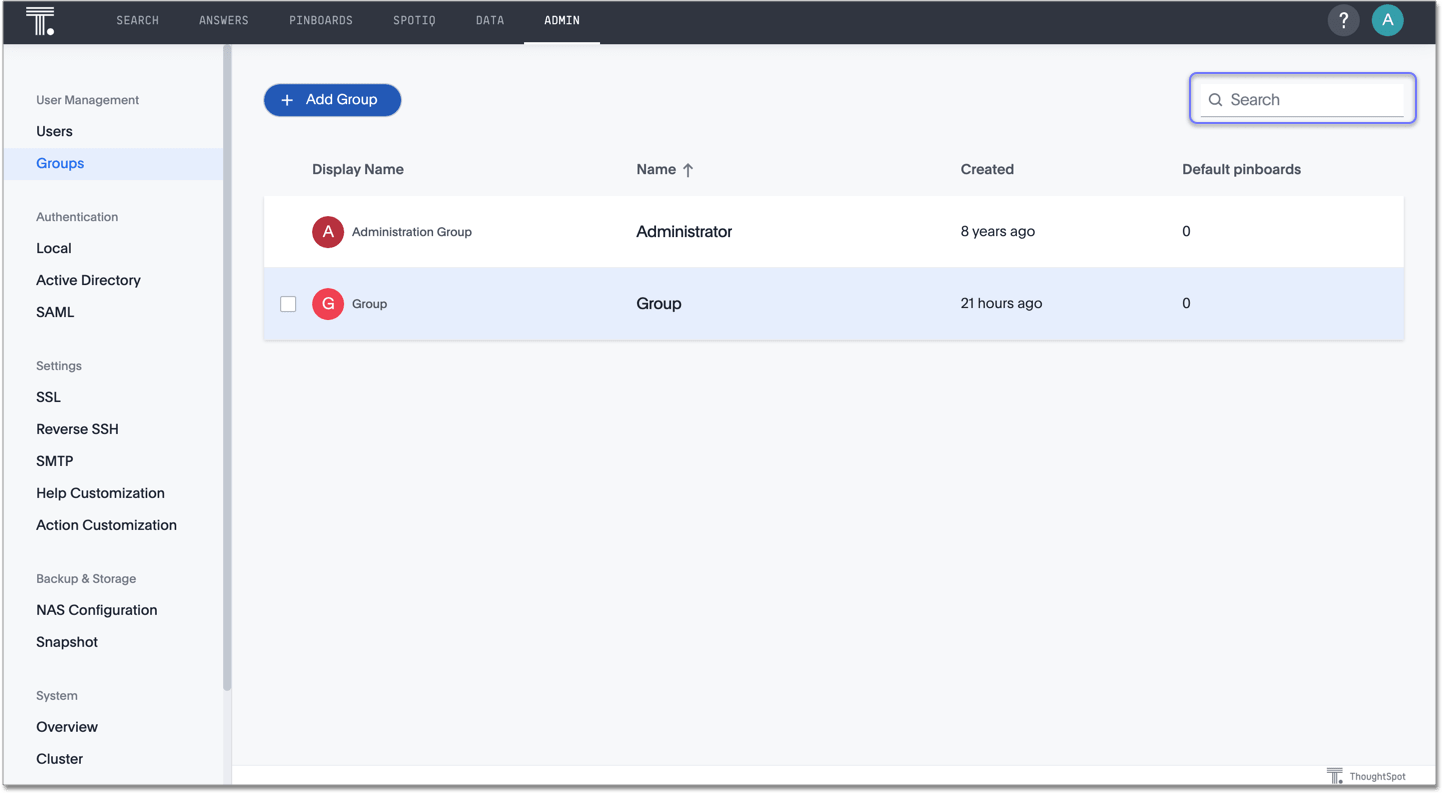 SEARCH ANSWERS PINBOARDS SPOTIQ DATA ADMIN ? A
User Management
Users
Groups
Authentication
Local
Active Directory
SAML
Settings
SSL
Reverse SSH
SMTP
Help Customization
Action Customization
Backup & Storage
NAS Configuration
Snapshot
System
Overview
Cluster
+ Add Group
Search
Display Name Name ↑ Created Default pinboards
A Administration Group Administrator 8 years ago 0
G Group Group 21 hours ago 0
ThoughtSpot